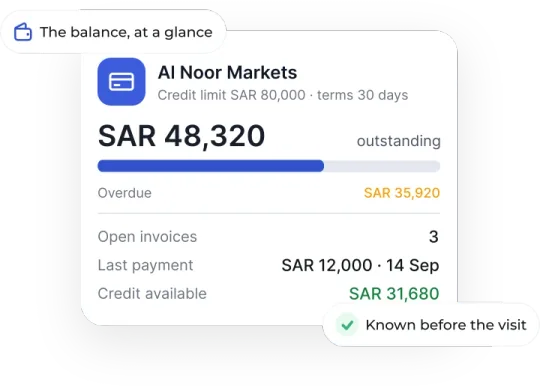 The balance, at a glance
Al Noor Markets
Credit limit SAR 80,000 · terms 30 days
SAR 48,320 outstanding
Overdue SAR 35,920
Open invoices 3
Last payment SAR 12,000 · 14 Sep
Credit available SAR 31,680
Known before the visit